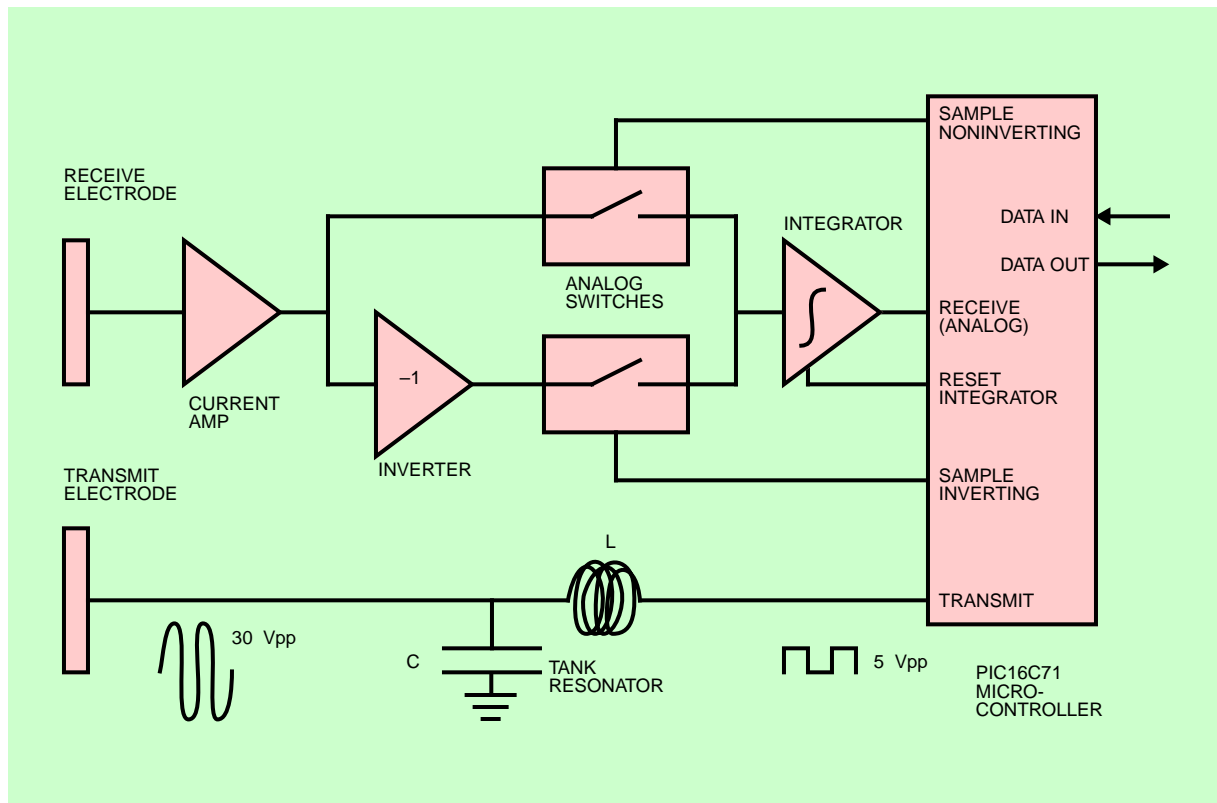 SAMPLE
NONINVERTING
RECEIVE
ELECTRODE
DATA IN
INTEGRATOR
DATA OUT
ANALOG
SWITCHES
RECEIVE
(ANALOG)
–1
RESET
INTEGRATOR
CURRENT
AMP
INVERTER
TRANSMIT
ELECTRODE
SAMPLE
INVERTING
L
TRANSMIT
30 Vpp
C
TANK
RESONATOR
5 Vpp
PIC16C71
MICRO-
CONTROLLER